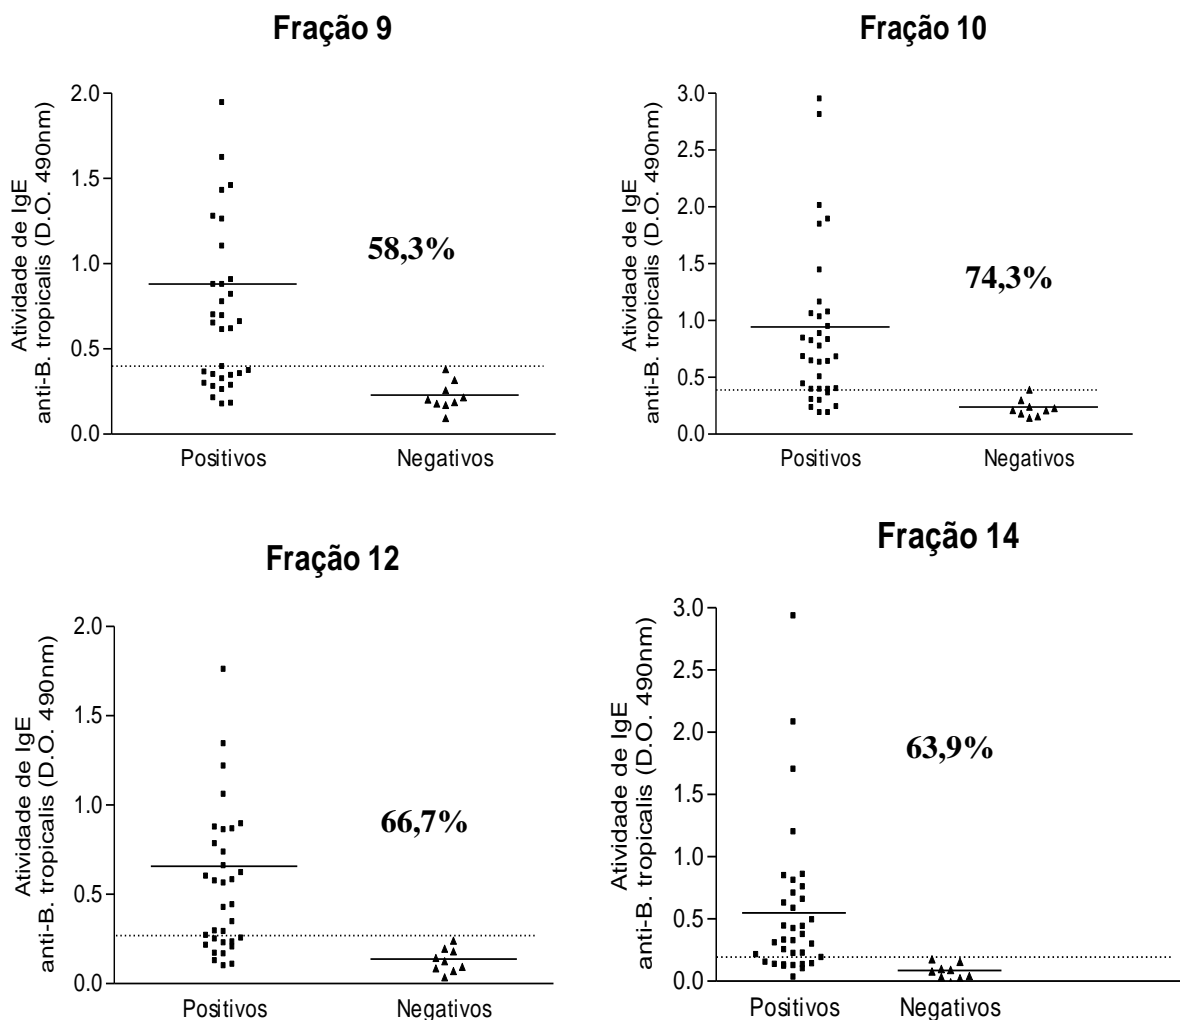 Fração 9
Atividade de IgE
anti-B. tropicalis (D.O. 490nm)
2.0
1.5
1.0
0.5
0.0
58,3%
Positivos Negativos
Fração 10
Atividade de IgE
anti-B. tropicalis (D.O. 490nm)
3.0
2.5
2.0
1.5
1.0
0.5
0.0
74,3%
Positivos Negativos
Fração 12
Atividade de IgE
anti-B. tropicalis (D.O. 490nm)
2.0
1.5
1.0
0.5
0.0
66,7%
Positivos Negativos
Fração 14
Atividade de IgE
anti-B. tropicalis (D.O. 490nm)
3.0
2.5
2.0
1.5
1.0
0.5
0.0
63,9%
Positivos Negativos